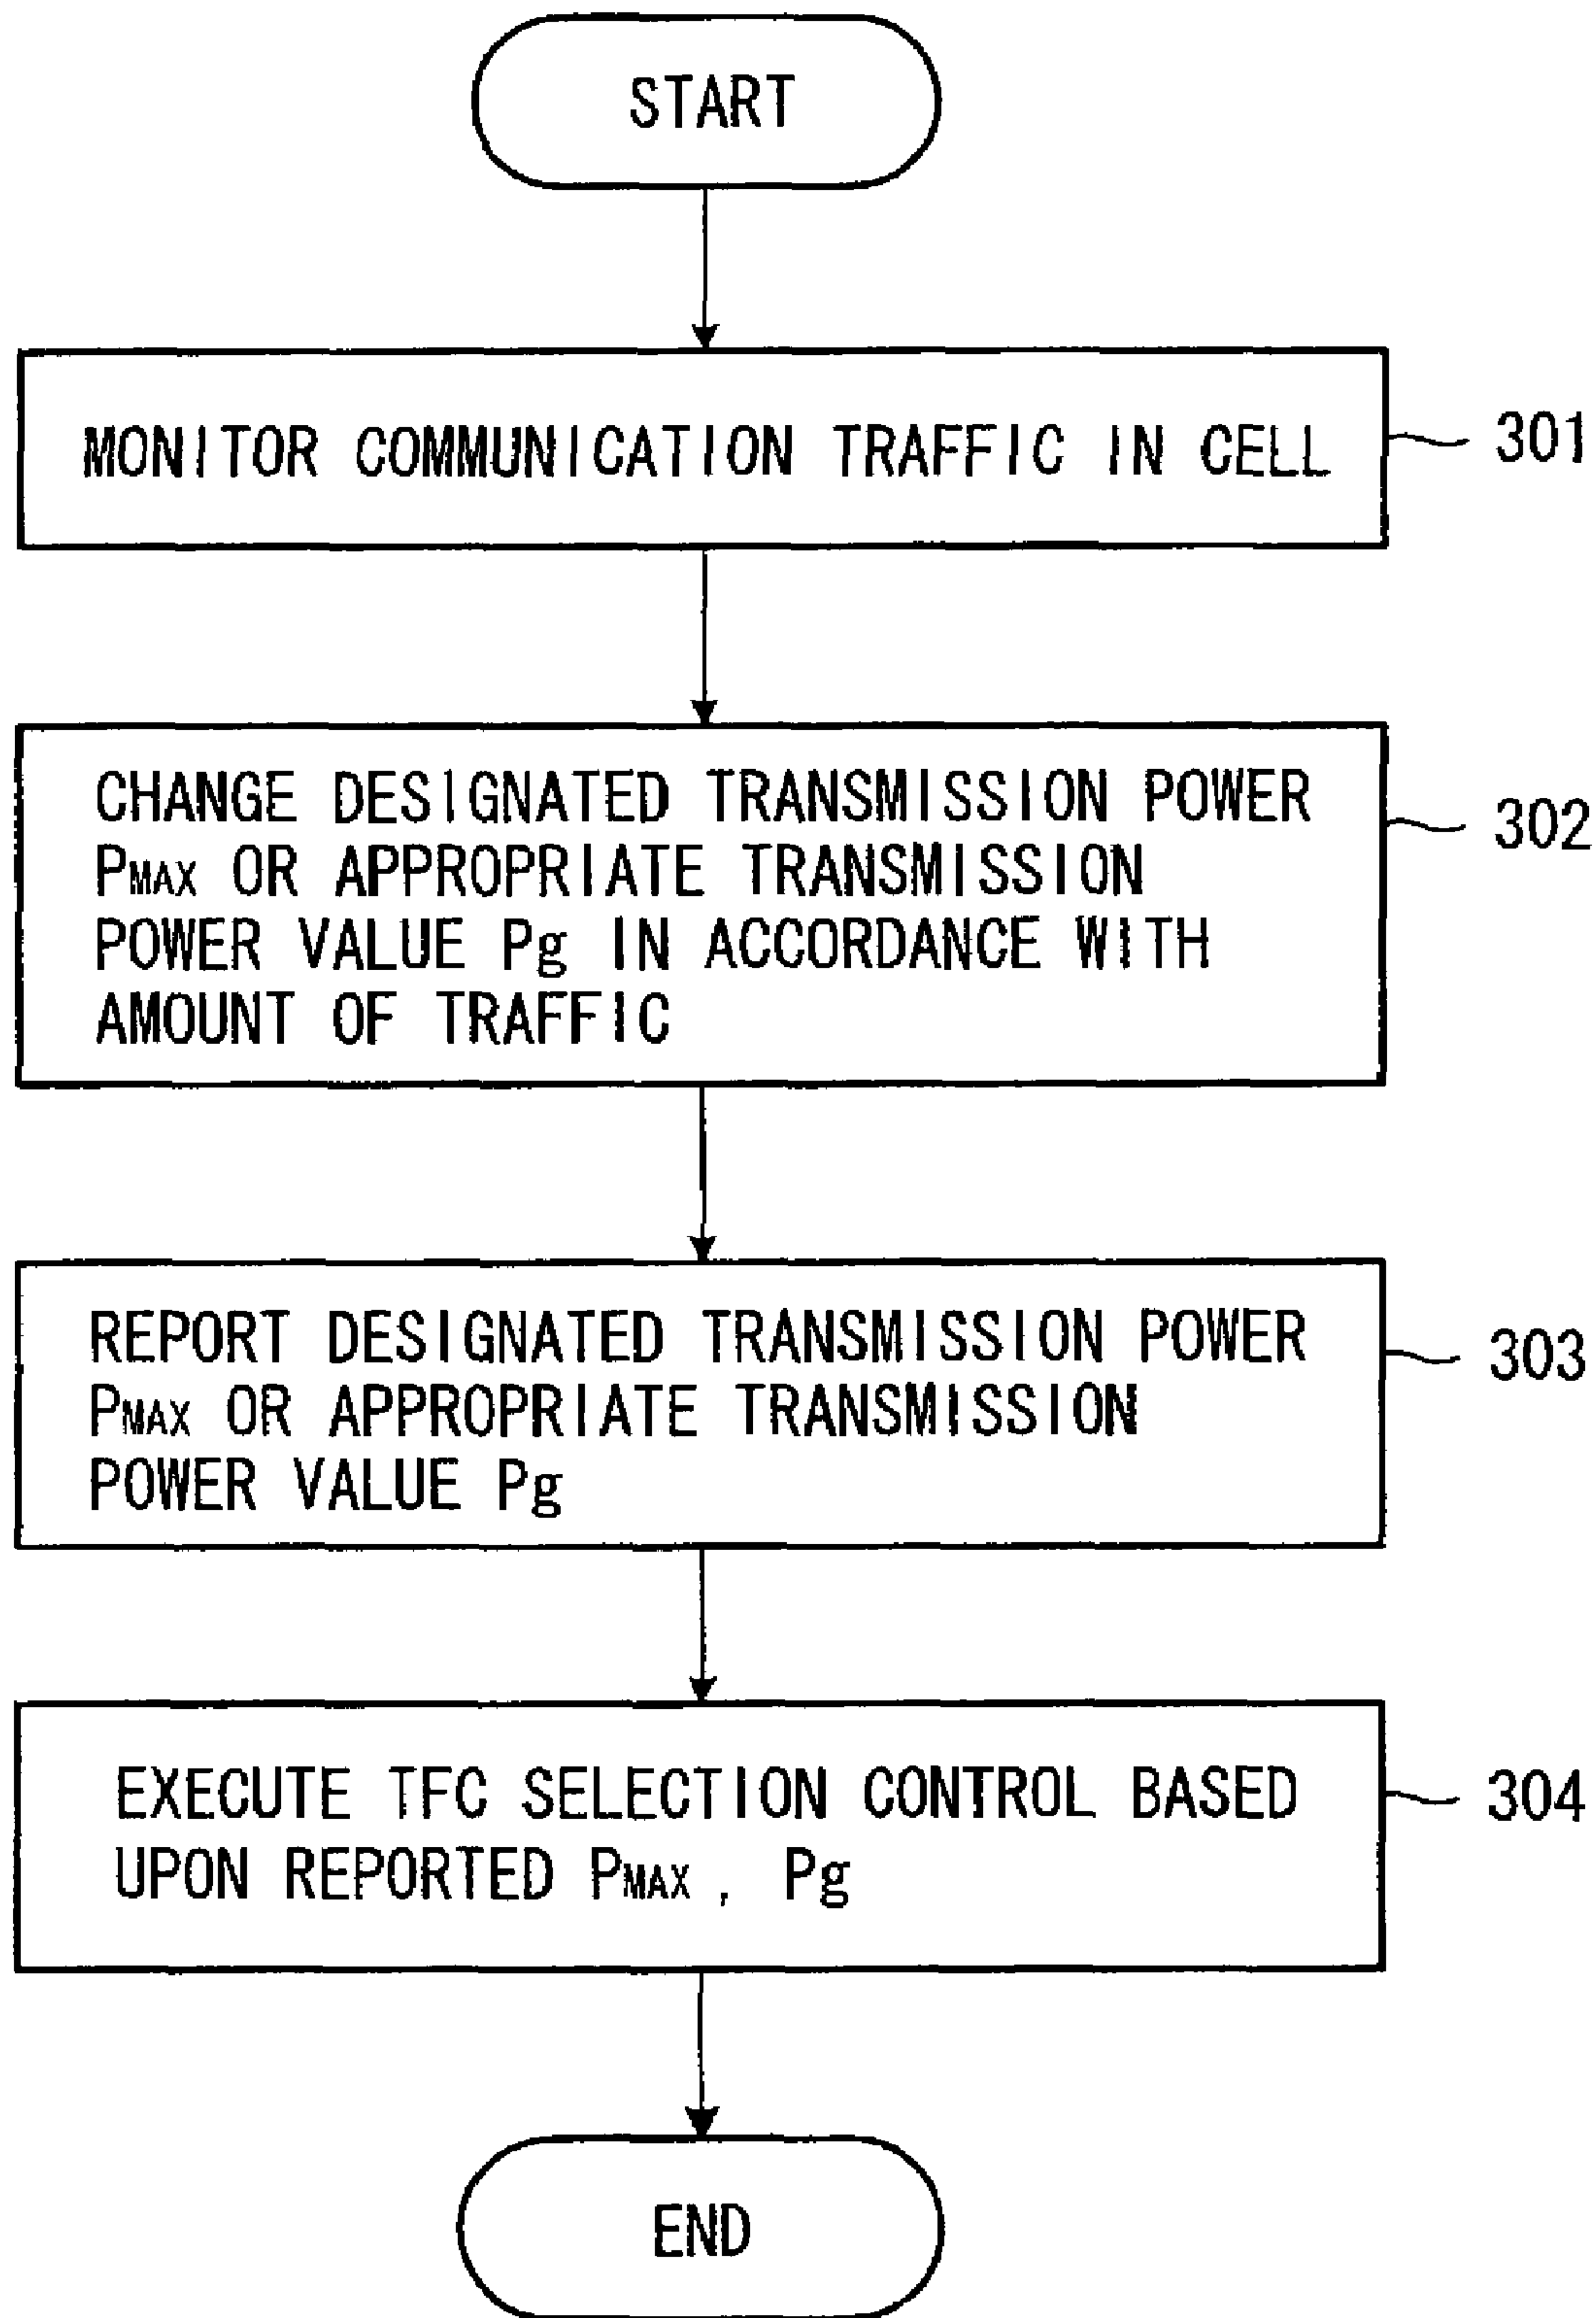 START
MONITOR COMMUNICATION TRAFFIC IN CELL
301
CHANGE DESIGNATED TRANSMISSION POWER
PMAX OR APPROPRIATE TRANSMISSION
POWER VALUE Pg IN ACCORDANCE WITH
AMOUNT OF TRAFFIC
302
REPORT DESIGNATED TRANSMISSION POWER
PMAX OR APPROPRIATE TRANSMISSION
POWER VALUE Pg
303
EXECUTE TFC SELECTION CONTROL BASED
UPON REPORTED PMAX, Pg
304
END